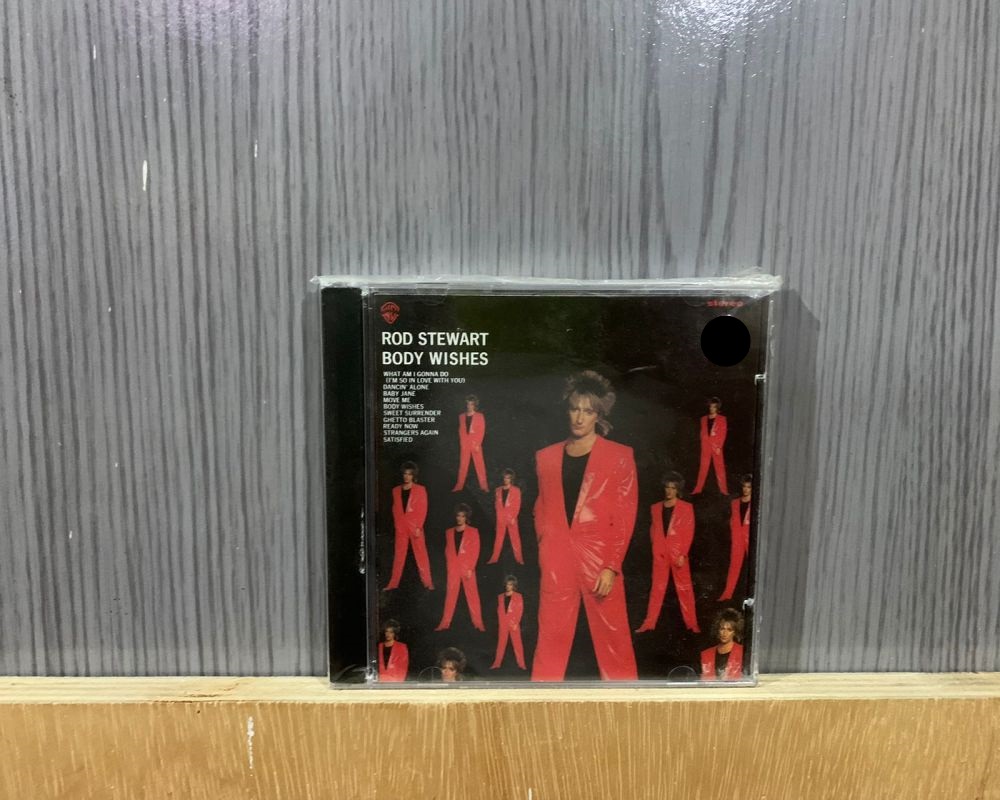 stereo
ROD STEWART
BODY WISHES
WHAT AM I GONNA DO
(I'M SO IN LOVE WITH YOU)
DANCIN' ALONE
BABY JANE
MOVE ME
BODY WISHES
SWEET SURRENDER
GHETTO BLASTER
READY NOW
STRANGERS AGAIN
SATISFIED